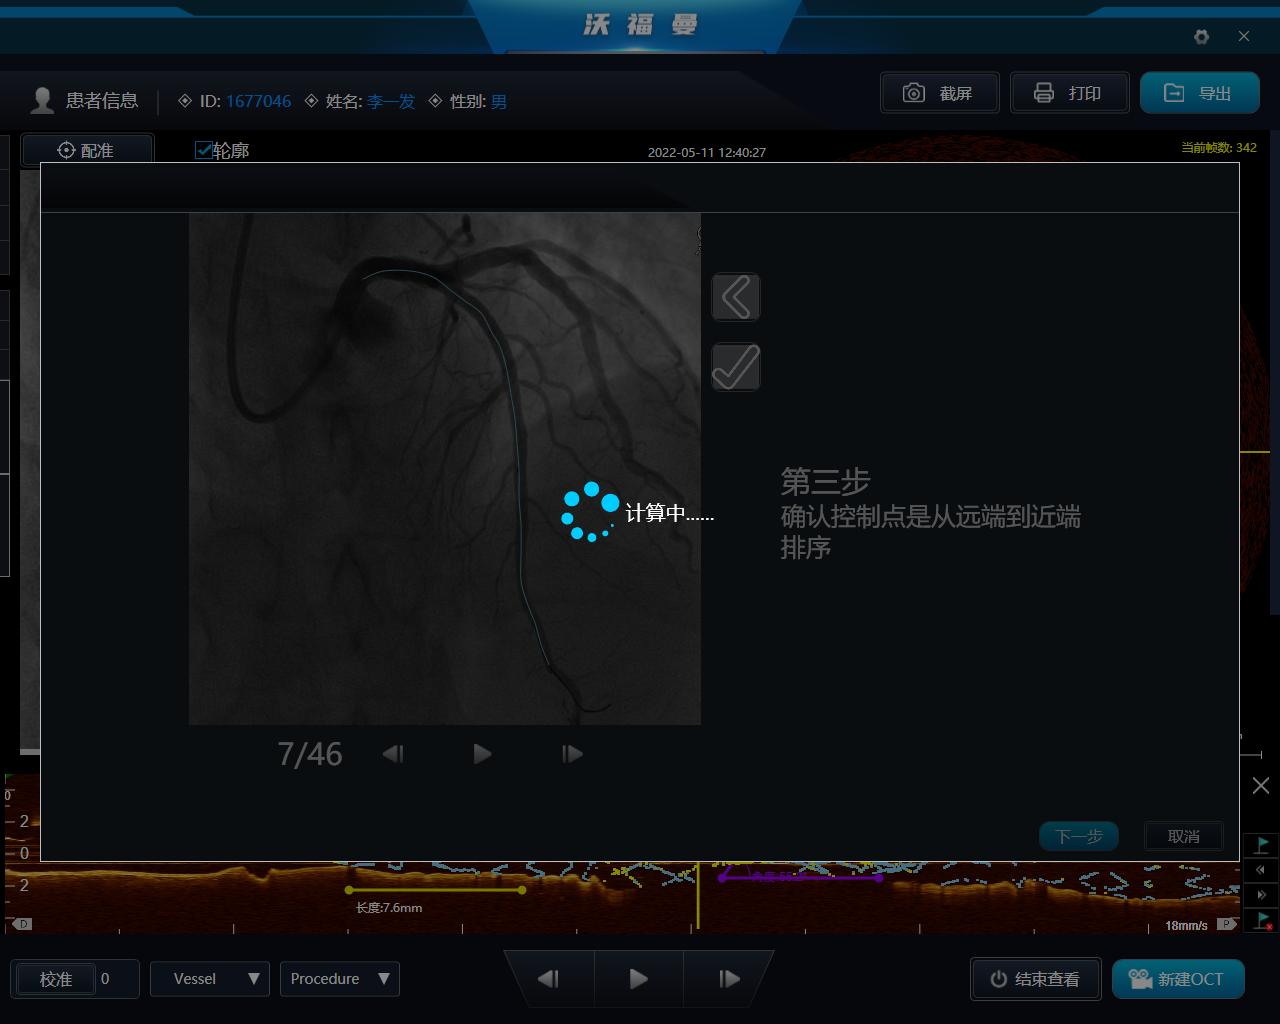 沃福曼
患者信息
ID: 1677046
姓名: 李一发
性别: 男
截屏
打印
导出
配准
轮廓
2022-05-11 12:40:27
当前帧数: 342
计算中......
第三步
确认控制点是从远端到近端
排序
7/46
下一步
取消
0
2
0
2
长度:7.6mm
18mm/s
D
P
校准
0
Vessel
Procedure
结束查看
新建OCT